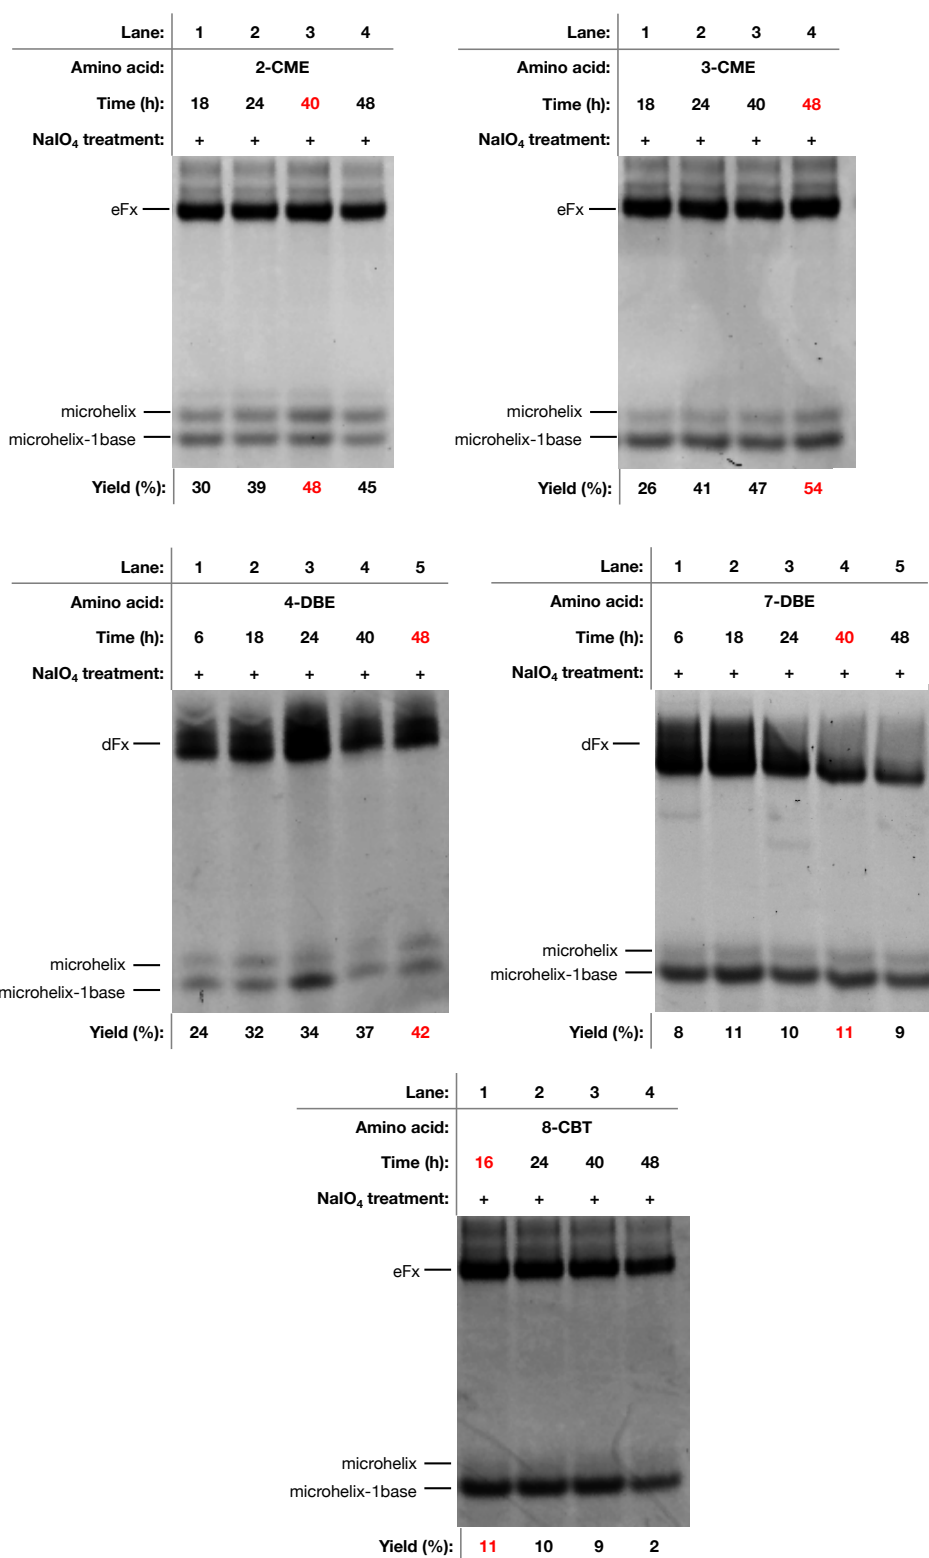 Lane: 1 2 3 4
Amino acid: 2-CME
Time (h): 18 24 40 48
NaIO4 treatment: + + + +
eFx
microhelix
microhelix-1base
Yield (%): 30 39 48 45
Lane: 1 2 3 4
Amino acid: 3-CME
Time (h): 18 24 40 48
NaIO4 treatment: + + + +
eFx
microhelix
microhelix-1base
Yield (%): 26 41 47 54
Lane: 1 2 3 4 5
Amino acid: 4-DBE
Time (h): 6 18 24 40 48
NaIO4 treatment: + + + + +
dFx
microhelix
microhelix-1base
Yield (%): 24 32 34 37 42
Lane: 1 2 3 4 5
Amino acid: 7-DBE
Time (h): 6 18 24 40 48
NaIO4 treatment: + + + + +
dFx
microhelix
microhelix-1base
Yield (%): 8 11 10 11 9
Lane: 1 2 3 4
Amino acid: 8-CBT
Time (h): 16 24 40 48
NaIO4 treatment: + + + +
eFx
microhelix
microhelix-1base
Yield (%): 11 10 9 2